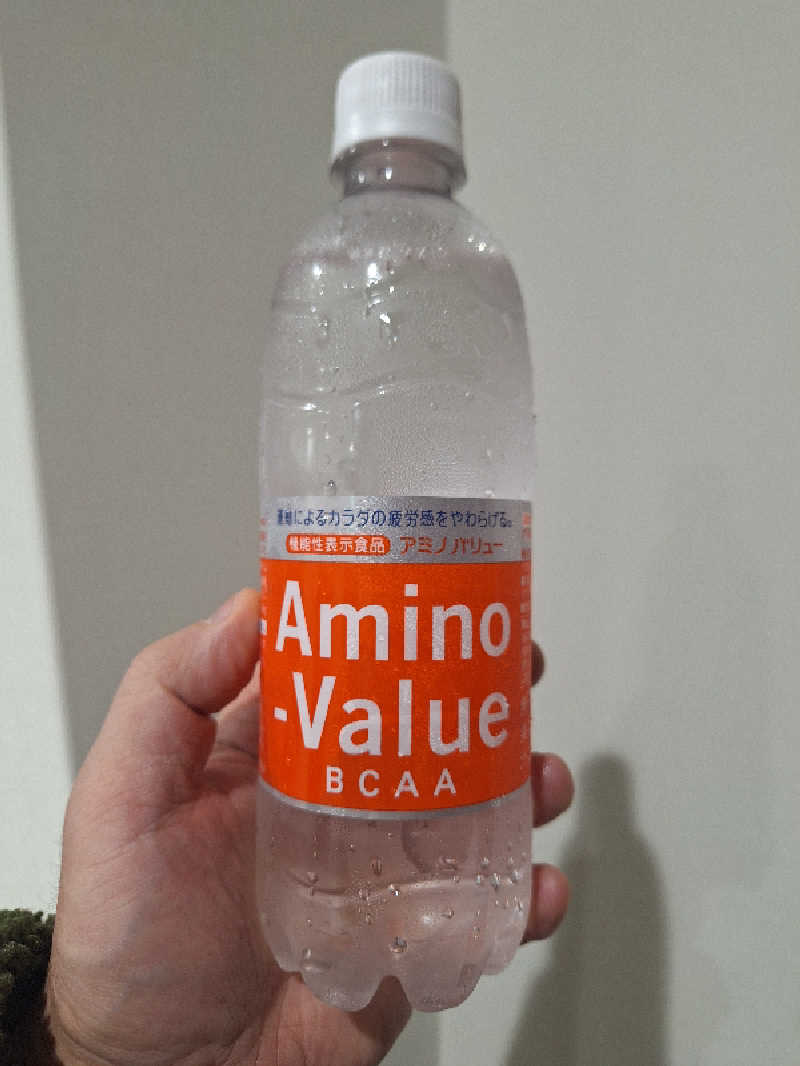 運動によるカラダの疲労感をやわらげる。
機能性表示食品 アミノバリュー
Amino
-Value
BCAA